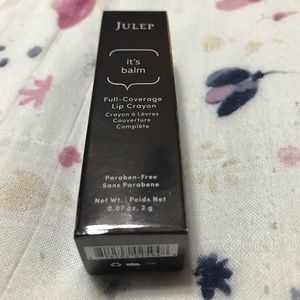 JULEP
it's
balm
Full-Coverage
Lip Crayon
Crayon à Lèvres
Couverture
Complète
Paraben-Free
Sans Parabene
Net Wt. | Poids Net
0.07 oz, 2 g